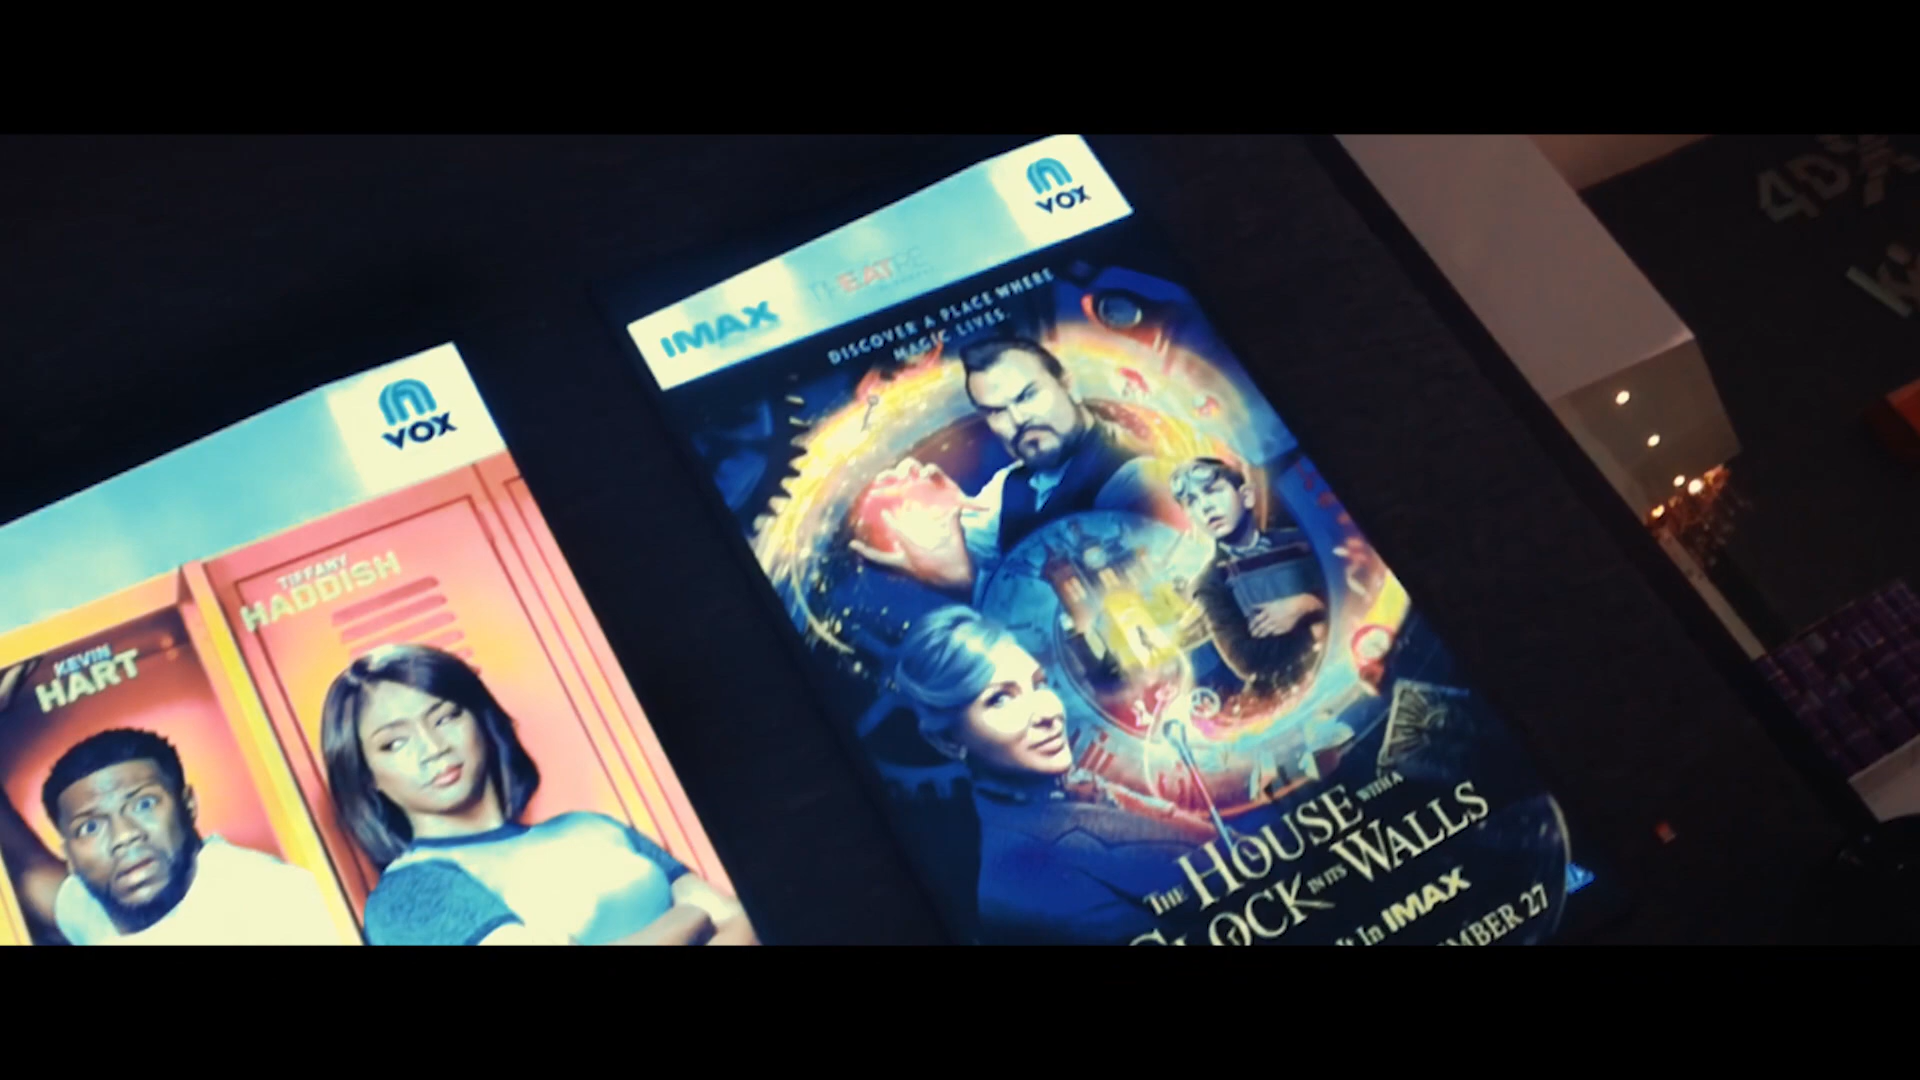 VOX
KEVIN
HART
TIFFANY
HADDISH
VOX
IMAX
THEATRE
DISCOVER A PLACE WHERE
MAGIC LIVES.
THE HOUSE WITH A
CLOCK IN ITS WALLS
In IMAX
MBER 27
4DX